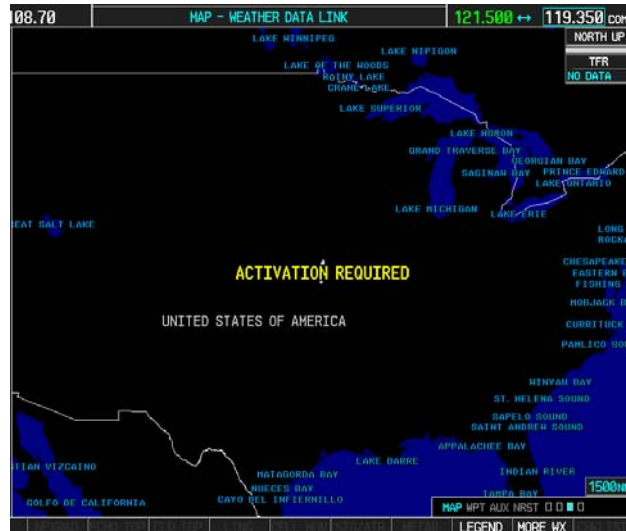 108.70 MAP - WEATHER DATA LINK 121.500 ↔ 119.350 COM
NORTH UP
TFR
NO DATA
LAKE WINNIPEG
LAKE NIPIGON
LAKE OF THE WOODS
RAINY LAKE
CRANE LAKE
LAKE SUPERIOR
LAKE HURON
GRAND TRAVERSE BAY
GEORGIAN BAY
SAGINAW BAY
PRINCE EDWARD
LAKE ONTARIO
LAKE MICHIGAN
LAKE ERIE
EAT SALT LAKE
LONG
ROCKA
CHESAPEAKE
EASTERN B
FISHING
MOBJACK B
CURRITUCK
PAMLICO SO
ACTIVATION REQUIRED
UNITED STATES OF AMERICA
WINYAH BAY
ST. HELENA SOUND
SAPELO SOUND
SAINT ANDREW SOUND
APPALACHEE BAY
LAKE BARRE
INDIAN RIVER
TAMPA BAY
TIAN VIZCAINO
MATAGORDA BAY
NUECES BAY
CAYO DEL INFIERNILLO
GOLFO DE CALIFORNIA
1500NM
MAP WPT AUX NRST
LEGEND MORE WX